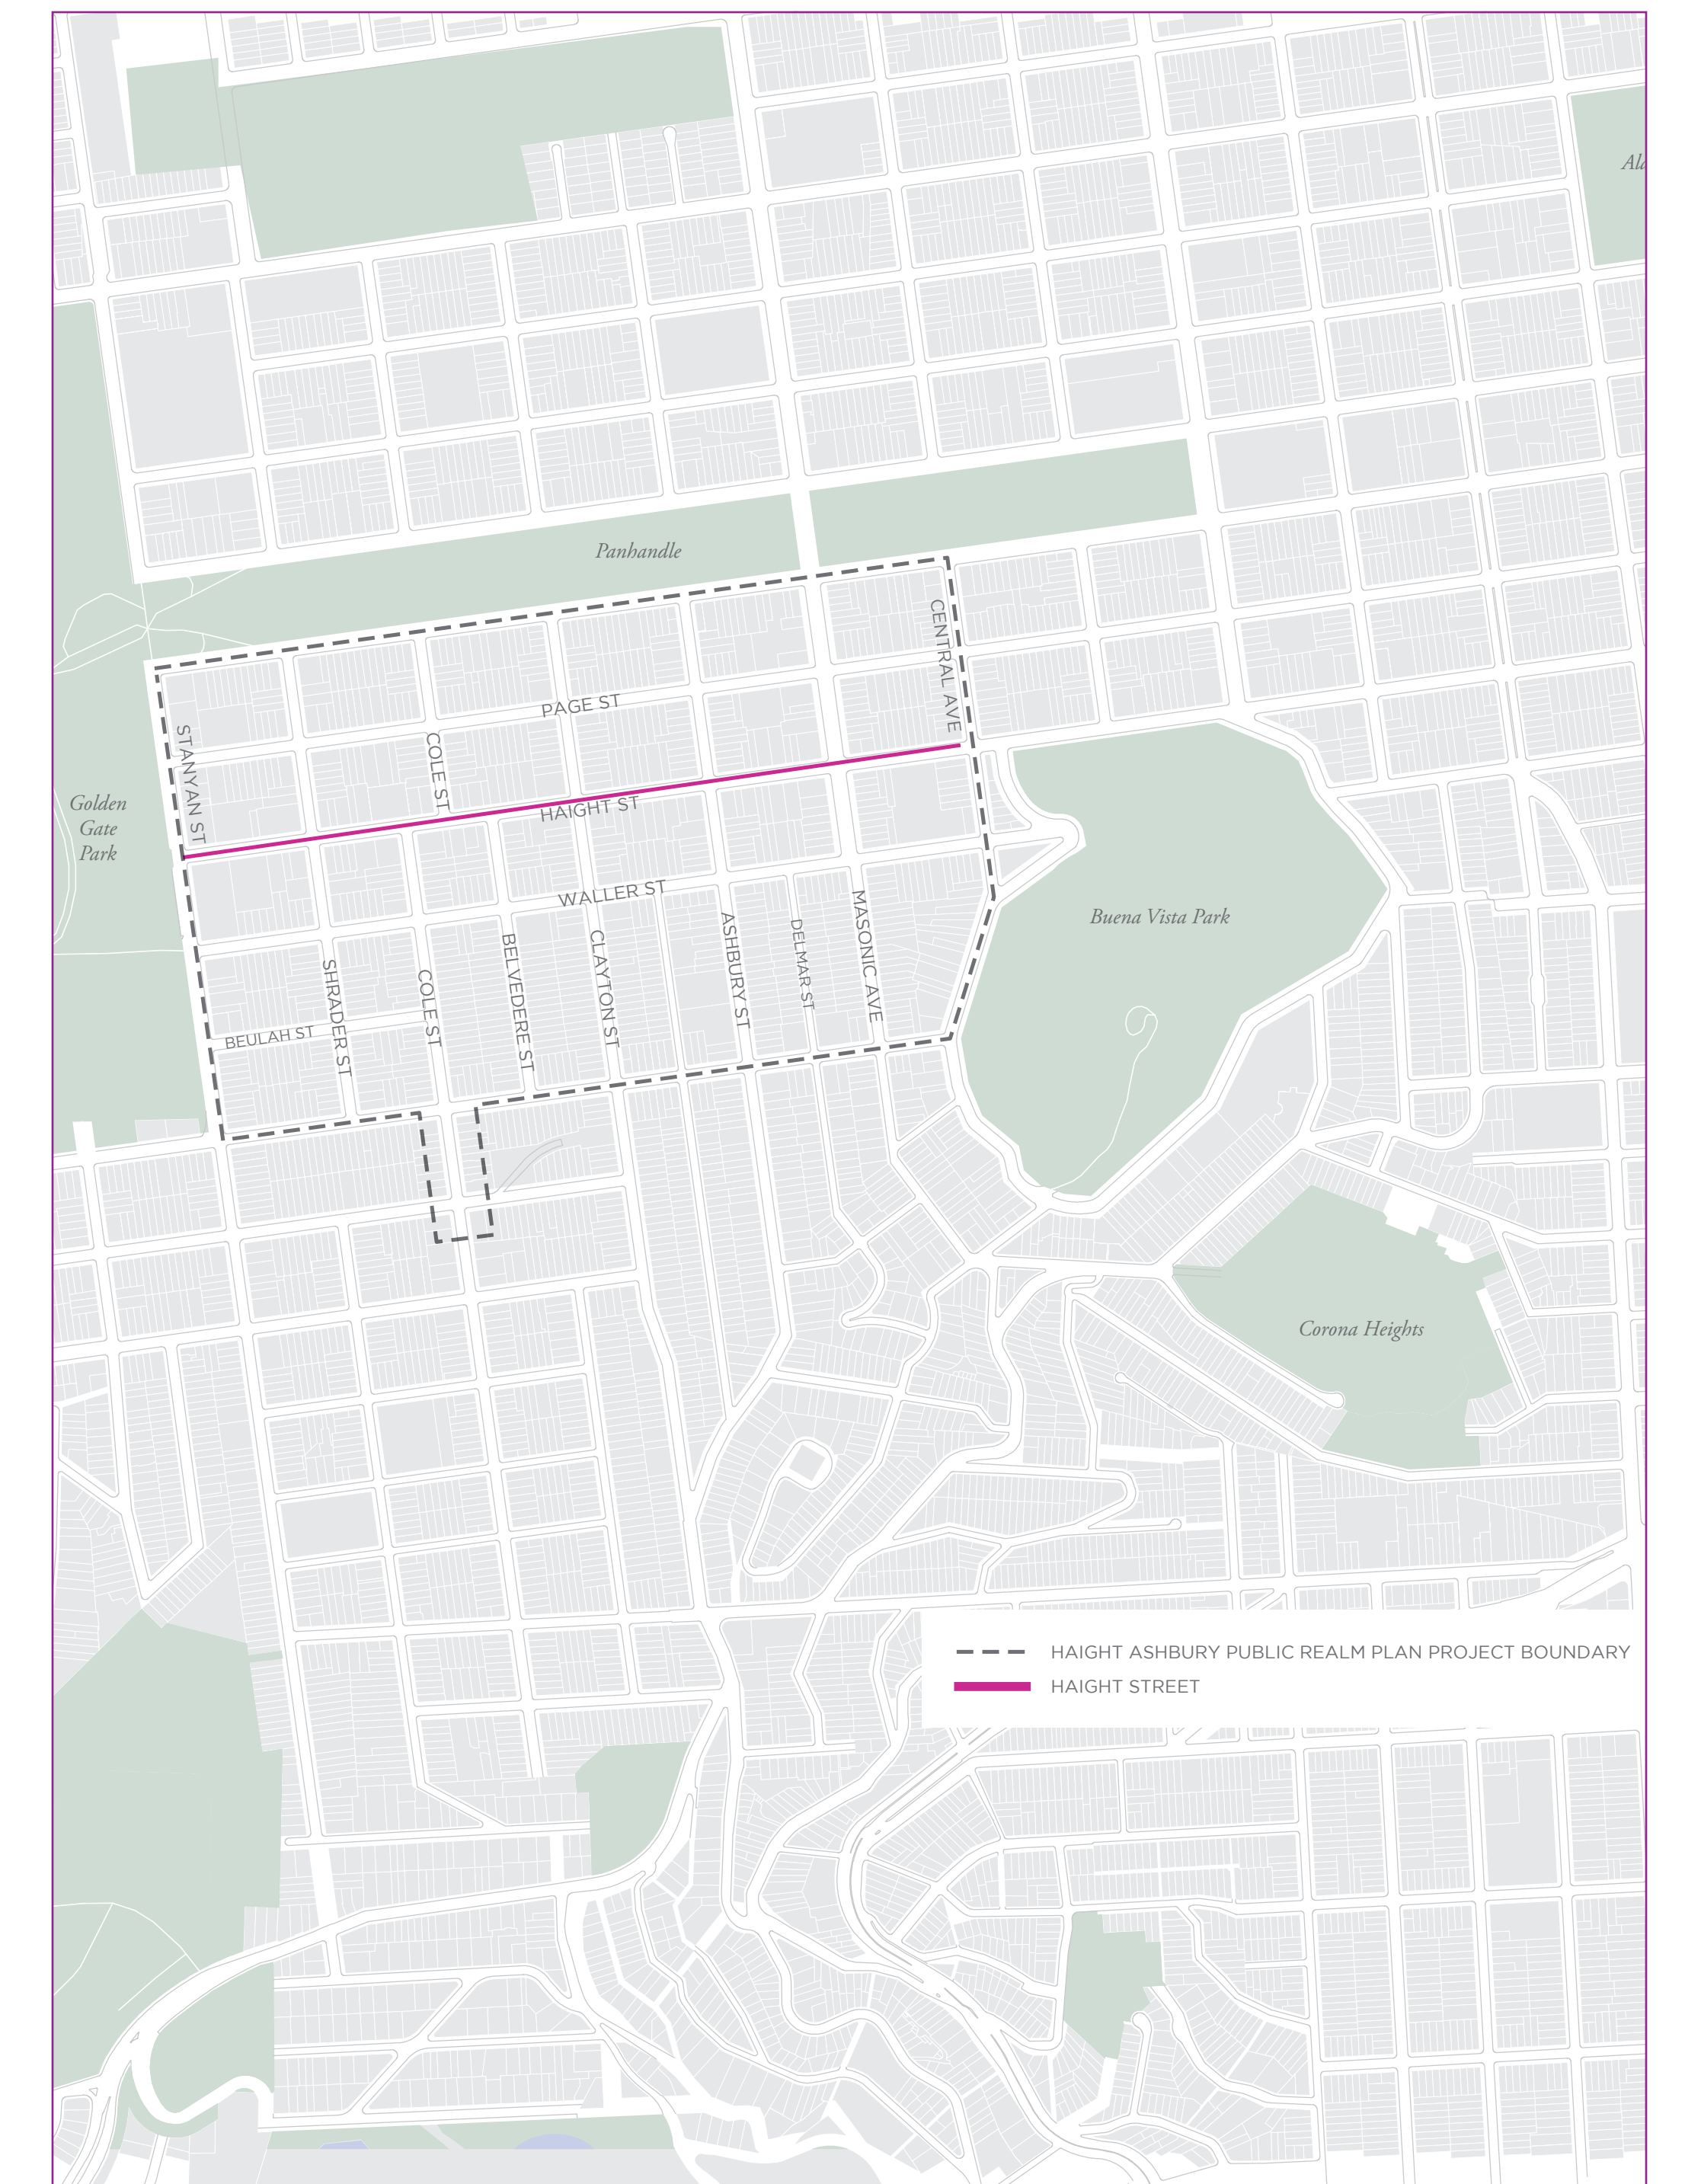 Ala
Panhandle
CENTRAL AVE
PAGE ST
STANYAN ST
COLE ST
HAIGHT ST
Golden
Gate
Park
WALLER ST
Buena Vista Park
MASONIC AVE
ASHBURY ST
DELMAR ST
CLAYTON ST
BELVEDERE ST
SHRADER ST
COLE ST
BEULAH ST
Corona Heights
HAIGHT ASHBURY PUBLIC REALM PLAN PROJECT BOUNDARY
HAIGHT STREET